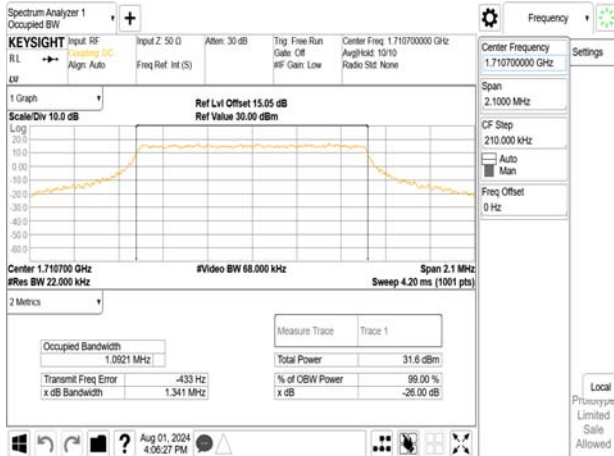 Spectrum Analyzer 1
Occupied BW
Frequency
KEYSIGHT
Input: RF
Coupling: DC
Align: Auto
Input Z: 50 Ω
Freq Ref: Int (S)
Atten: 30 dB
Trig: Free Run
Gate: Off
#IF Gain: Low
Center Freq: 1.710700000 GHz
Avg|Hold: 10/10
Radio Std: None
RL
Center Frequency
1.710700000 GHz
Settings
Span
2.1000 MHz
CF Step
210.000 kHz
Auto
Man
Freq Offset
0 Hz
1 Graph
Scale/Div 10.0 dB
Ref Lvl Offset 15.05 dB
Ref Value 30.00 dBm
Log
20.0
10.0
0.00
-10.0
-20.0
-30.0
-40.0
-50.0
-60.0
Center 1.710700 GHz
#Res BW 22.000 kHz
#Video BW 68.000 kHz
Span 2.1 MHz
Sweep 4.20 ms (1001 pts)
2 Metrics
Measure Trace
Trace 1
Occupied Bandwidth
1.0921 MHz
Total Power
31.6 dBm
Transmit Freq Error
-433 Hz
% of OBW Power
99.00 %
x dB Bandwidth
1.341 MHz
x dB
-26.00 dB
Local
Prototype
Limited
Sale
Allowed
Aug 01, 2024
4:06:27 PM